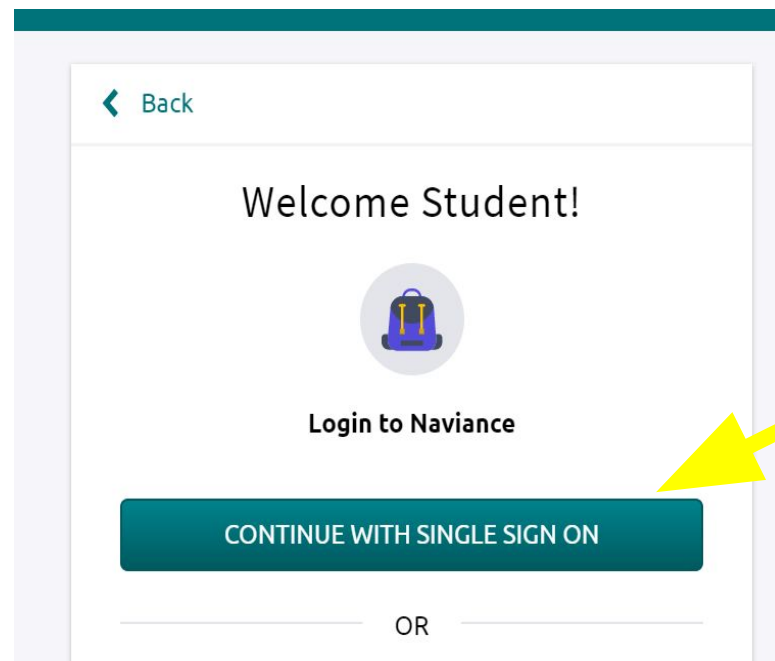 Back
Welcome Student!
Login to Naviance
CONTINUE WITH SINGLE SIGN ON
OR